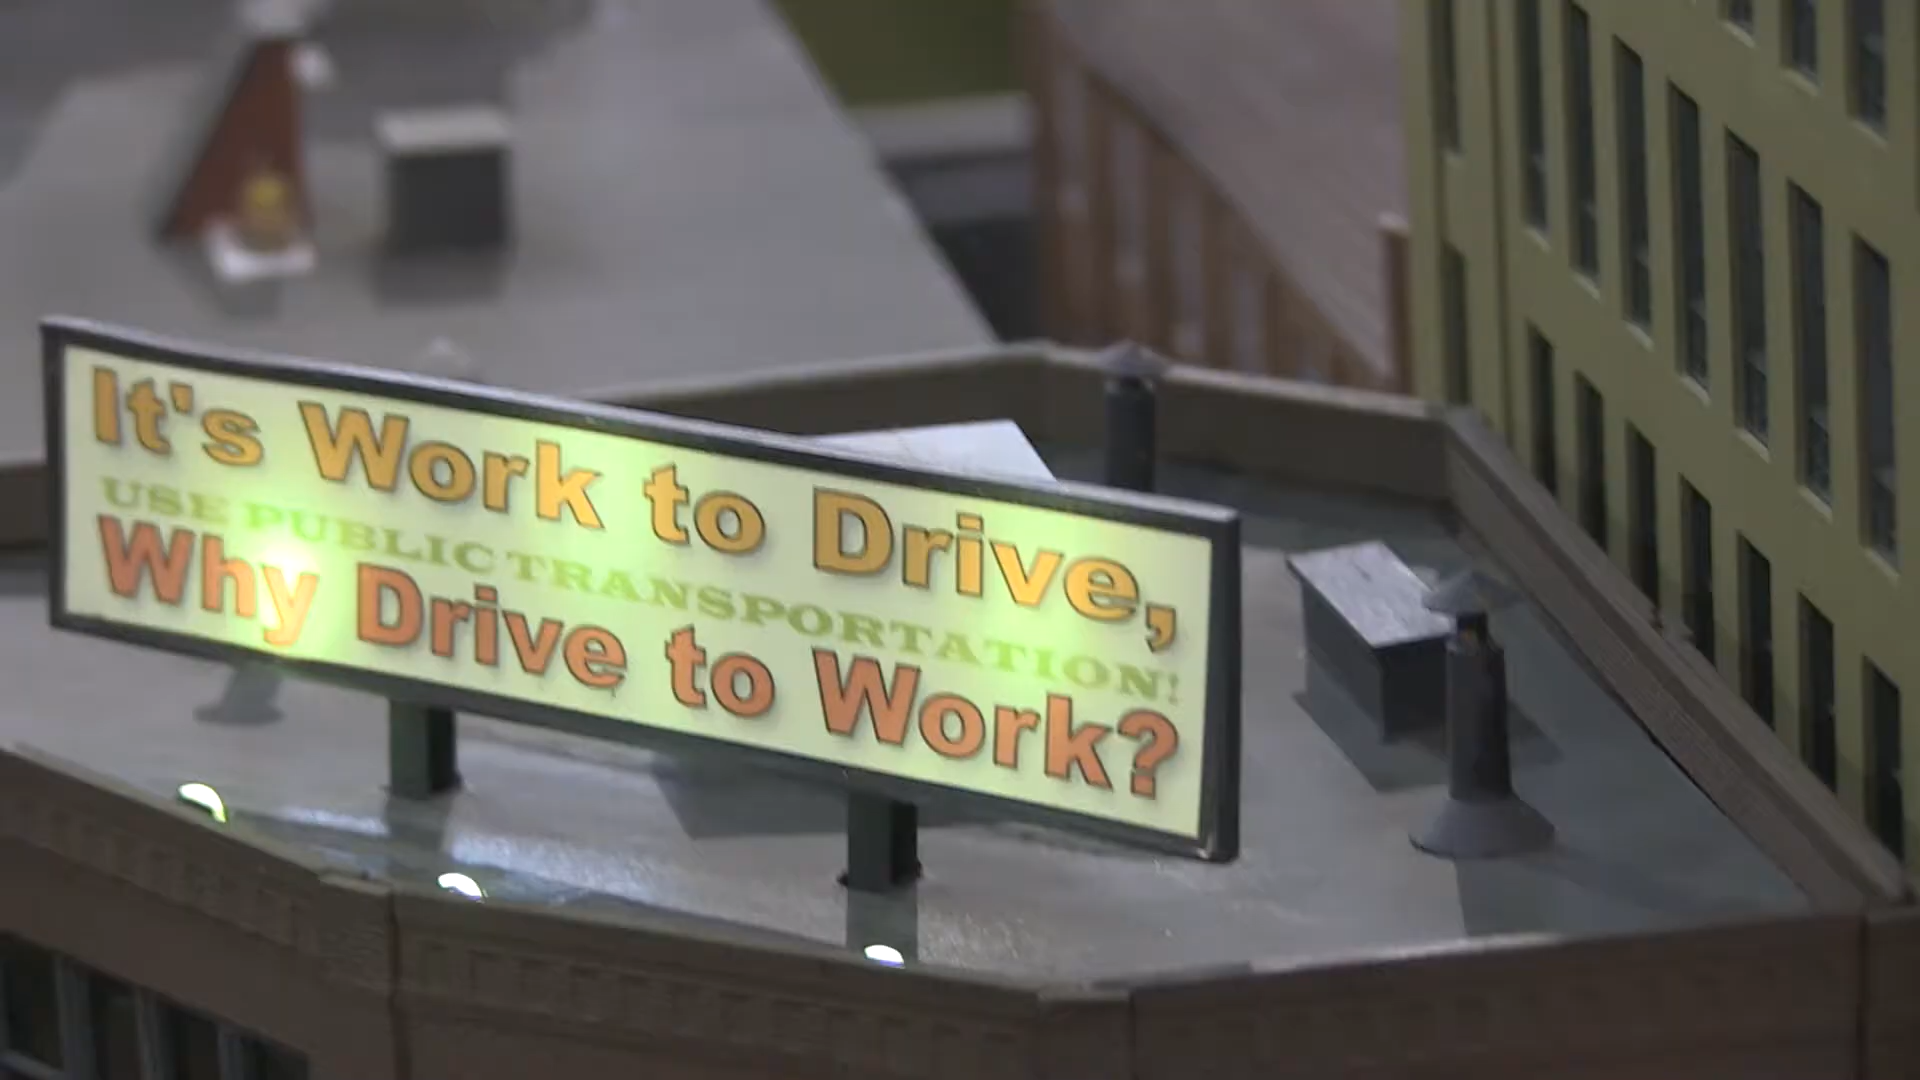 It's Work to Drive,
USE PUBLIC TRANSPORTATION!
Why Drive to Work?